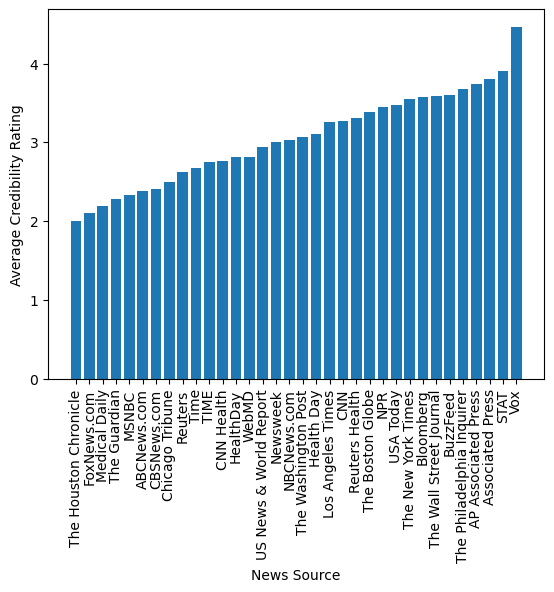 Average Credibility Rating
4
3
2
1
0
The Houston Chronicle
FoxNews.com
Medical Daily
The Guardian
MSNBC
ABCNews.com
CBSNews.com
Chicago Tribune
Reuters
Time
TIME
CNN Health
HealthDay
WebMD
US News & World Report
Newsweek
NBCNews.com
The Washington Post
Health Day
Los Angeles Times
CNN
Reuters Health
The Boston Globe
NPR
USA Today
The New York Times
Bloomberg
The Wall Street Journal
BuzzFeed
The Philadelphia Inquirer
AP Associated Press
Associated Press
STAT
Vox
News Source